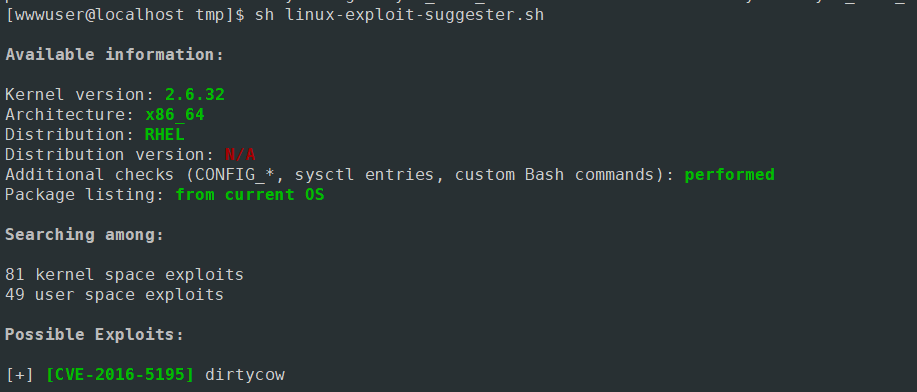 [wwwuser@localhost tmp]$ sh linux-exploit-suggester.sh
Available information:
Kernel version: 2.6.32
Architecture: x86_64
Distribution: RHEL
Distribution version: N/A
Additional checks (CONFIG_*, sysctl entries, custom Bash commands): performed
Package listing: from current OS
Searching among:
81 kernel space exploits
49 user space exploits
Possible Exploits:
[+] [CVE-2016-5195] dirtycow